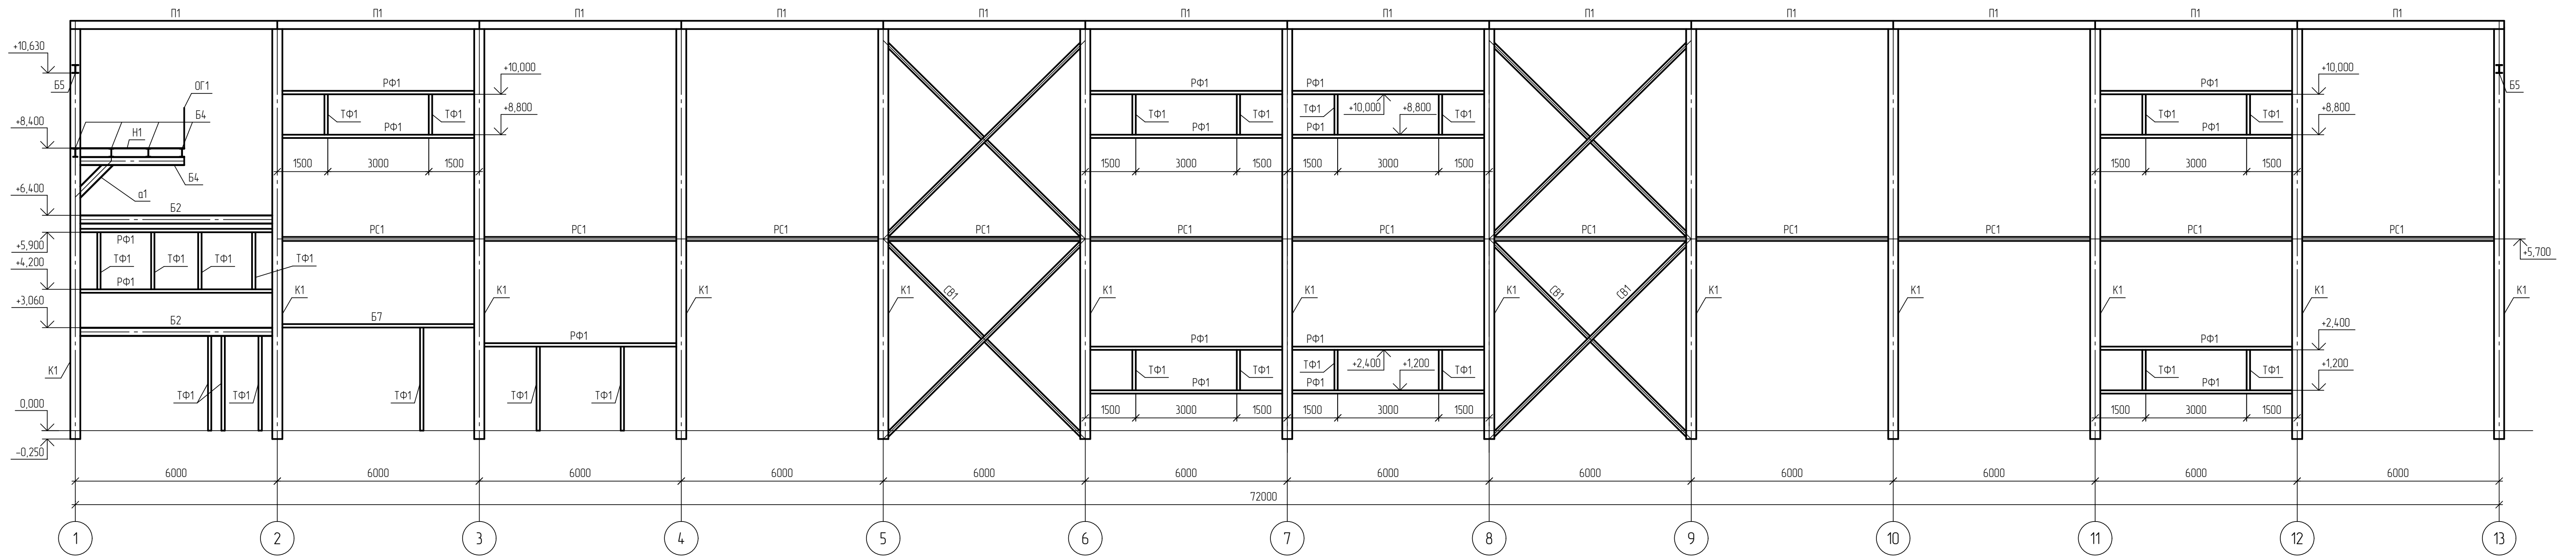 П1 П1 П1 П1 П1 П1 П1 П1 П1 П1 П1 П1
+10,630
Б5
ОГ1
+8,400
Н1
Б4
Б4
а1
+6,400
Б2
РФ1
+5,900
ТФ1 ТФ1 ТФ1 ТФ1
+4,200
РФ1
+3,060
Б2
К1
ТФ1 ТФ1
0,000
-0,250
РФ1
+10,000
ТФ1 ТФ1
+8,800
РФ1
1500 3000 1500
РС1
К1
Б7
ТФ1
РС1
К1
РФ1
ТФ1 ТФ1
РС1
К1
РС1
К1
СВ1
РФ1
ТФ1 ТФ1
РФ1
1500 3000 1500
РС1
К1
РФ1
ТФ1 ТФ1
РФ1
1500 3000 1500
РФ1
ТФ1 +10,000 +8,800 ТФ1
РФ1
1500 3000 1500
РС1
К1
РФ1
ТФ1 +2,400 +1,200 ТФ1
РФ1
1500 3000 1500
РС1
К1
СВ1 СВ1
РС1
К1
РС1
К1
РФ1
+10,000
ТФ1 ТФ1
+8,800
РФ1
1500 3000 1500
РС1
К1
РФ1
+2,400
ТФ1 ТФ1
+1,200
РФ1
1500 3000 1500
Б5
РС1
+5,700
К1 К1
6000 6000 6000 6000 6000 6000 6000 6000 6000 6000 6000 6000
72000
1 2 3 4 5 6 7 8 9 10 11 12 13